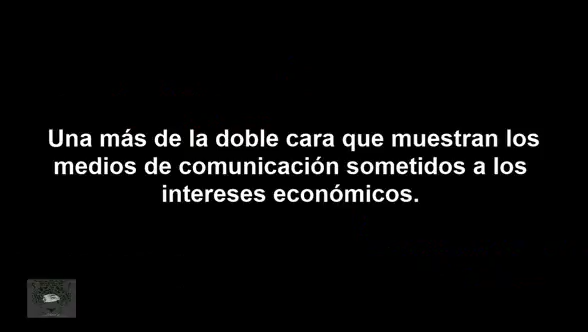 Una más de la doble cara que muestran los
medios de comunicación sometidos a los
intereses económicos.